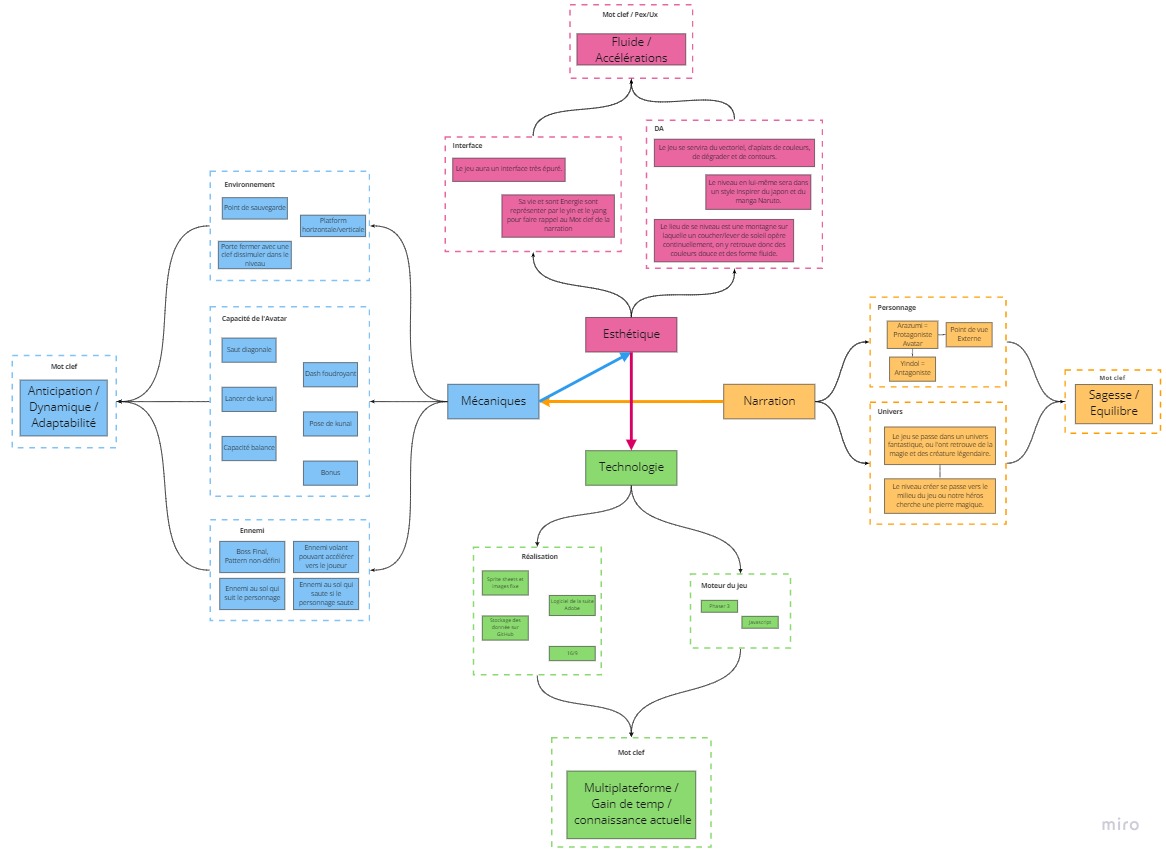 Mot clef / Pex/Ux
Fluide /
Accélérations
Interface
Le jeu aura un interface très épuré.
Sa vie et sont Energie sont
représenter par le yin et le yang
pour faire rappel au Mot clef de la
narration
DA
Le jeu se servira du vectoriel, d'aplats de couleurs,
de dégrader et de contours.
Le niveau en lui-même sera dans
un style inspirer du japon et du
manga Naruto.
Le lieu de se niveau est une montagne sur
laquelle un coucher/lever de soleil opère
continuellement, on y retrouve donc dos
couleurs douce et des forme fluide.
Environnement
Point de sauvegarde
Platform
horizontale/verticale
Porte fermer avec une
clef dissimuler dans le
niveau
Capacité de l'Avatar
Saut diagonale
Dash foudroyant
Lancer de kunai
Pose de kunai
Capacité balance
Bonus
Ennemi
Boss Final,
Pattern non-défini
Ennemi volant
pouvant accélérer
vers le joueur
Ennemi au sol qui
suit le personnage
Ennemi au sol qui
saute si le
personnage saute
Mot clef
Anticipation /
Dynamique /
Adaptabilité
Esthétique
Mécaniques
Narration
Technologie
Personnage
Arazumi =
Protagoniste
Avatar
Point de vue
Externe
Yindol =
Antagoniste
Univers
Le jeu se passe dans un univers
fantastique, ou l'ont retrouve de la
magie et des créature légendaire.
Le niveau créer se passe vers le
milieu du jeu ou notre héros
cherche une pierre magique.
Mot clef
Sagesse /
Equilibre
Réalisation
Sprite sheet et
images fixe
Logiciel de la suite
Adobe
Stockage des
donnée sur
GitHub
16/9
Moteur du jeu
Phaser 3
Javascript
Mot clef
Multiplateforme /
Gain de temp /
connaissance actuelle
miro